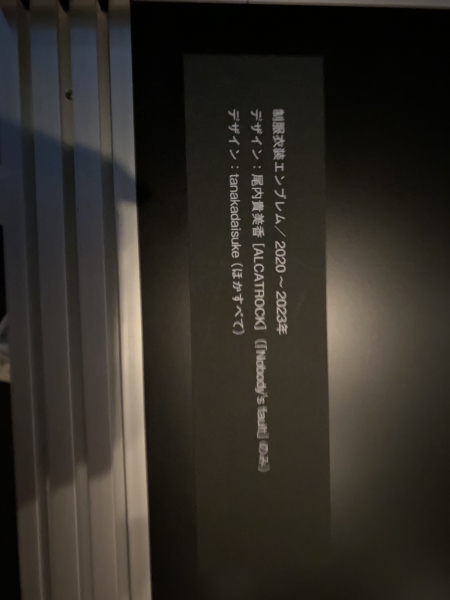 制服衣装エンブレム／2020～2023年
デザイン：尾内貴美香［ALCATROCK］（「Nobody's fault」のみ）
デザイン：tanakadaisuke（ほかすべて）